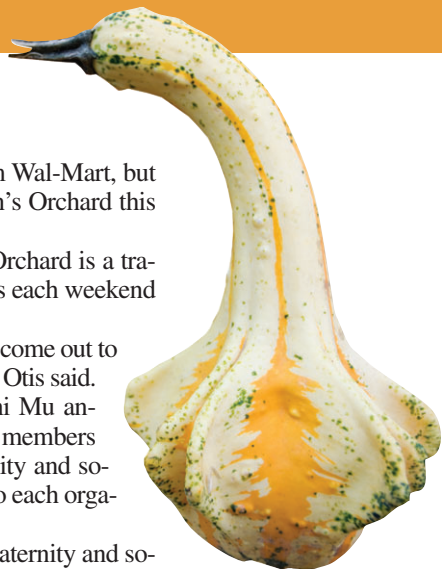 n Wal-Mart, but
n's Orchard this
Orchard is a tra-
s each weekend
come out to
Otis said.
ni Mu an-
members
ity and so-
o each orga-
aternity and so-